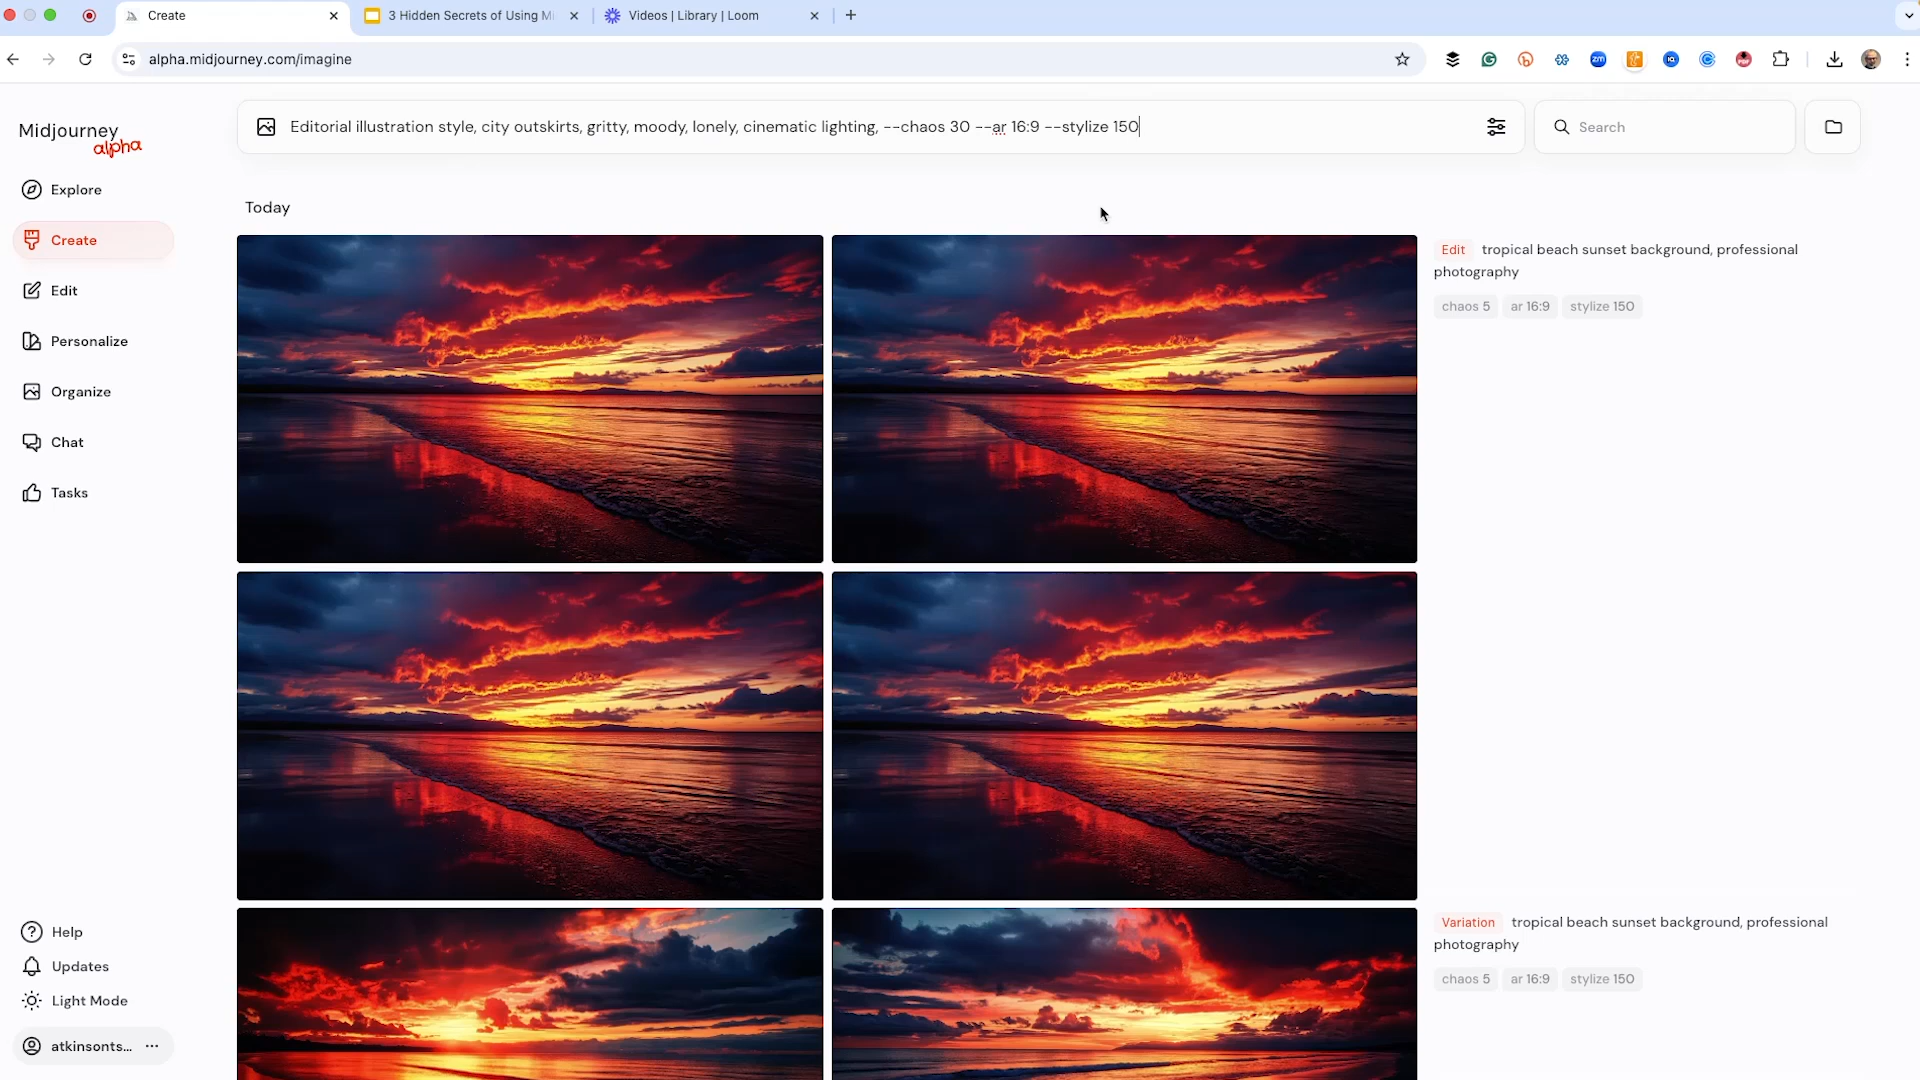 Create
3 Hidden Secrets of Using Mi
Videos | Library | Loom
alpha.midjourney.com/imagine
Midjourney
alpha
Editorial illustration style, city outskirts, gritty, moody, lonely, cinematic lighting, --chaos 30 --ar 16:9 --stylize 150
Search
Explore
Create
Edit
Personalize
Organize
Chat
Tasks
Today
Edit tropical beach sunset background, professional
photography
chaos 5 ar 16:9 stylize 150
Variation tropical beach sunset background, professional
photography
chaos 5 ar 16:9 stylize 150
Help
Updates
Light Mode
atkinsonts...